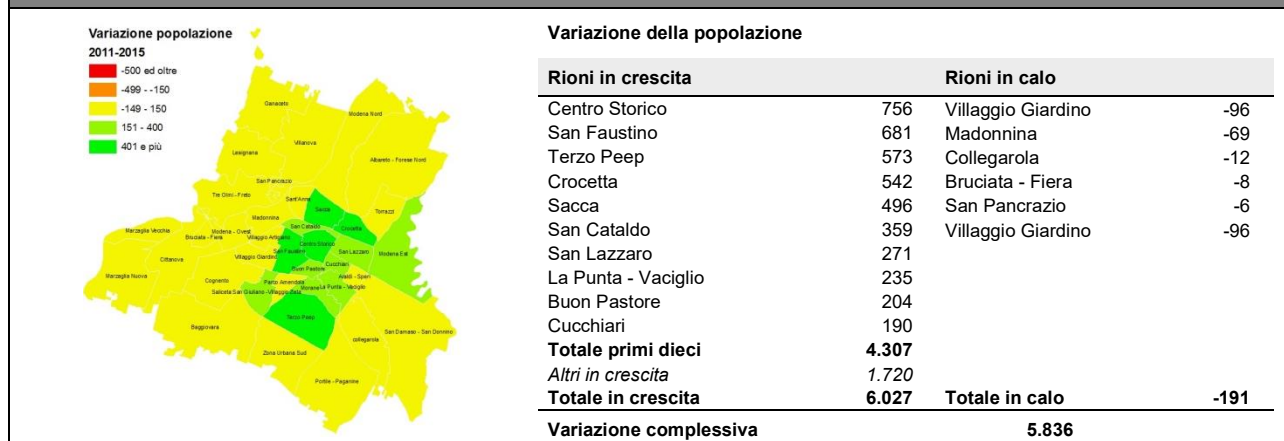 Variazione popolazione
2011-2015
-500 ed oltre
-499 - -150
-149 - 150
151 - 400
401 e più
Ganaceto
Modena Nord
Villanova
Lesignana
Albareto - Forese Nord
San Pancrazio
Tre Olmi - Freto
Sant'Anna
Sacca
Torrazzi
Madonnina
San Cataldo
Crocetta
Marzaglia Vecchia
Modena - Ovest
Bruciata - Fiera
Villaggio Artigiano
Centro Storico
Cittanova
San Faustino
San Lazzaro
Modena Est
Villaggio Giardino
Buon Pastore
Cucchiari
Marzaglia Nuova
Cognento
Parco Amendola
Morane
La Punta - Vaciglio
Saliceta San Giuliano - Villaggio Zeta
Terzo Peep
Baggiovara
collegarola
San Damaso - San Donnino
Zona Urbana Sud
Portile - Paganine
Variazione della popolazione
Rioni in crescita Rioni in calo
Centro Storico 756 Villaggio Giardino -96
San Faustino 681 Madonnina -69
Terzo Peep 573 Collegarola -12
Crocetta 542 Bruciata - Fiera -8
Sacca 496 San Pancrazio -6
San Cataldo 359 Villaggio Giardino -96
San Lazzaro 271
La Punta - Vaciglio 235
Buon Pastore 204
Cucchiari 190
Totale primi dieci 4.307
Altri in crescita 1.720
Totale in crescita 6.027 Totale in calo -191
Variazione complessiva 5.836